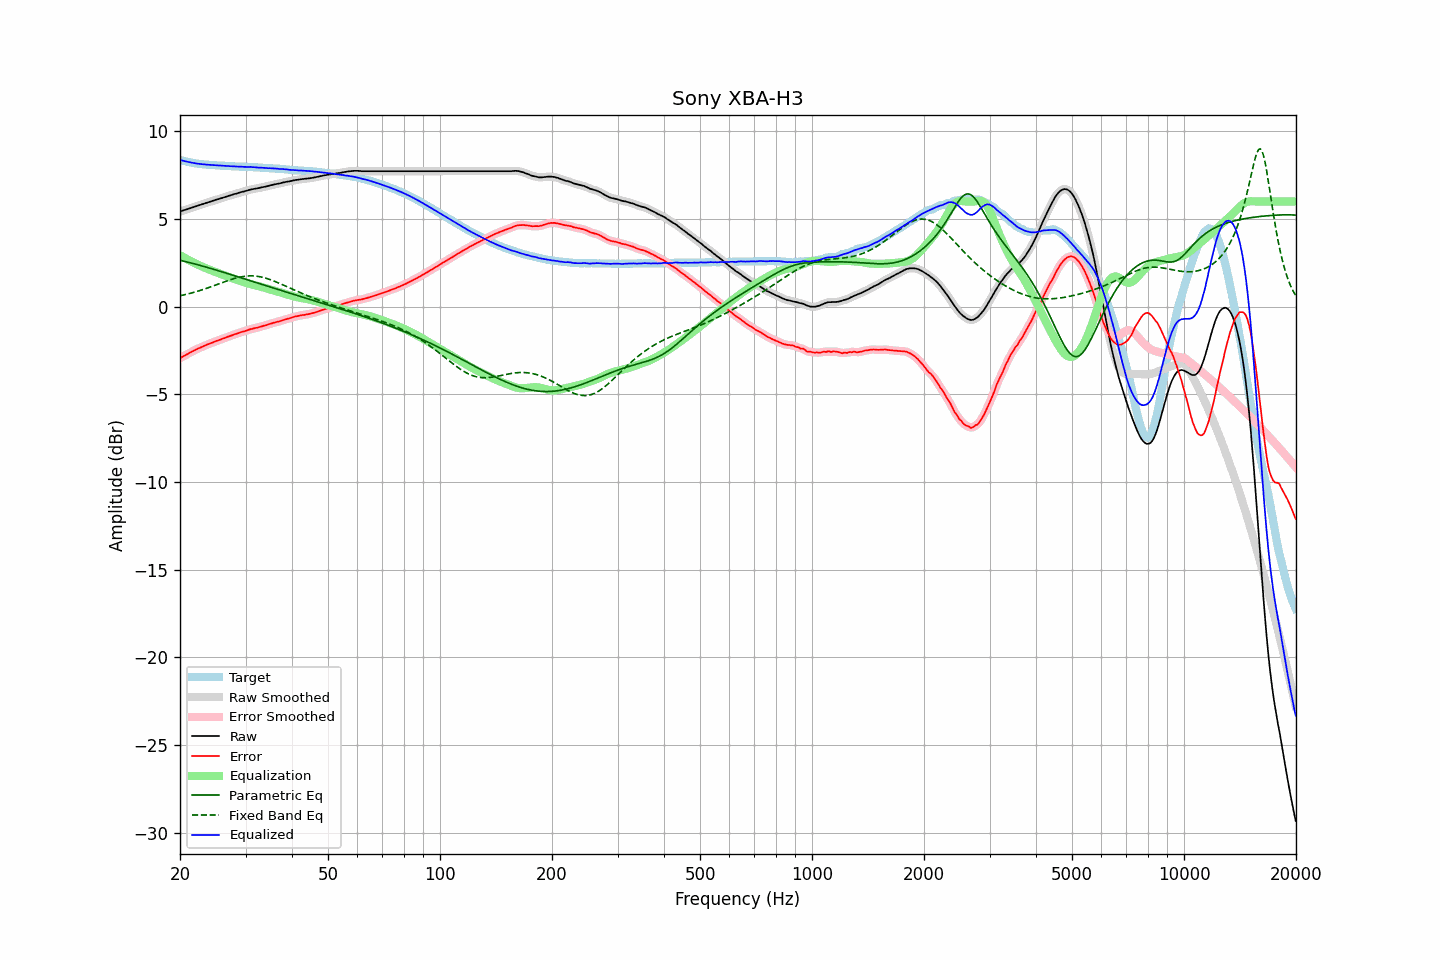 Sony XBA-H3
Amplitude (dBr)
10
5
0
−5
−10
−15
−20
−25
−30
Target
Raw Smoothed
Error Smoothed
Raw
Error
Equalization
Parametric Eq
Fixed Band Eq
Equalized
20 50 100 200 500 1000 2000 5000 10000 20000
Frequency (Hz)